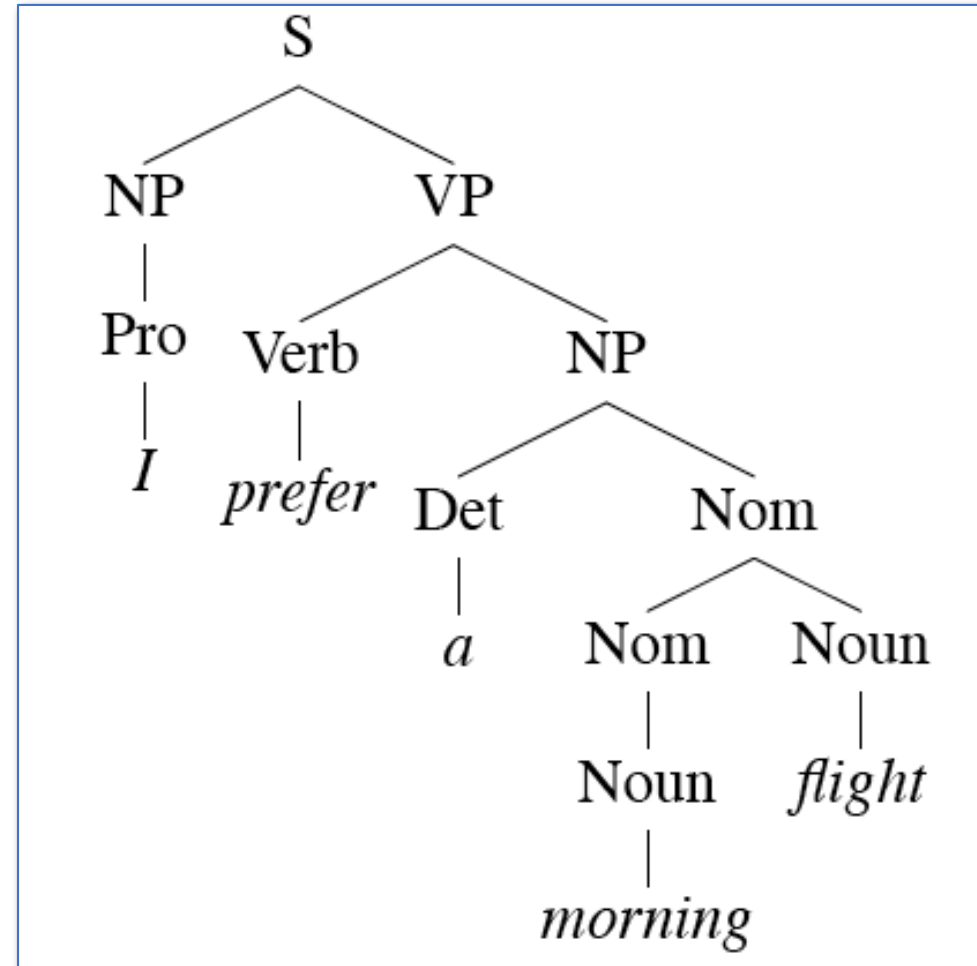 S
NP VP
Pro Verb NP
I prefer Det Nom
a Nom Noun
Noun flight
morning